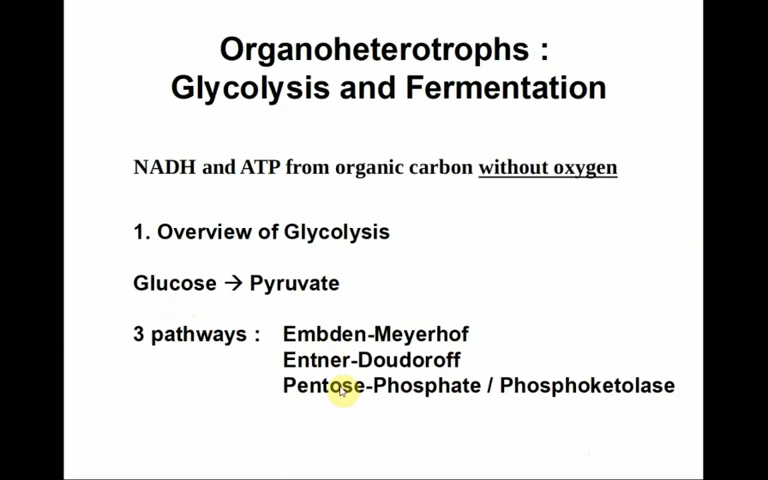 Organoheterotrophs :
Glycolysis and Fermentation
NADH and ATP from organic carbon without oxygen
1. Overview of Glycolysis
Glucose → Pyruvate
3 pathways : Embden-Meyerhof
Entner-Doudoroff
Pentose-Phosphate / Phosphoketolase